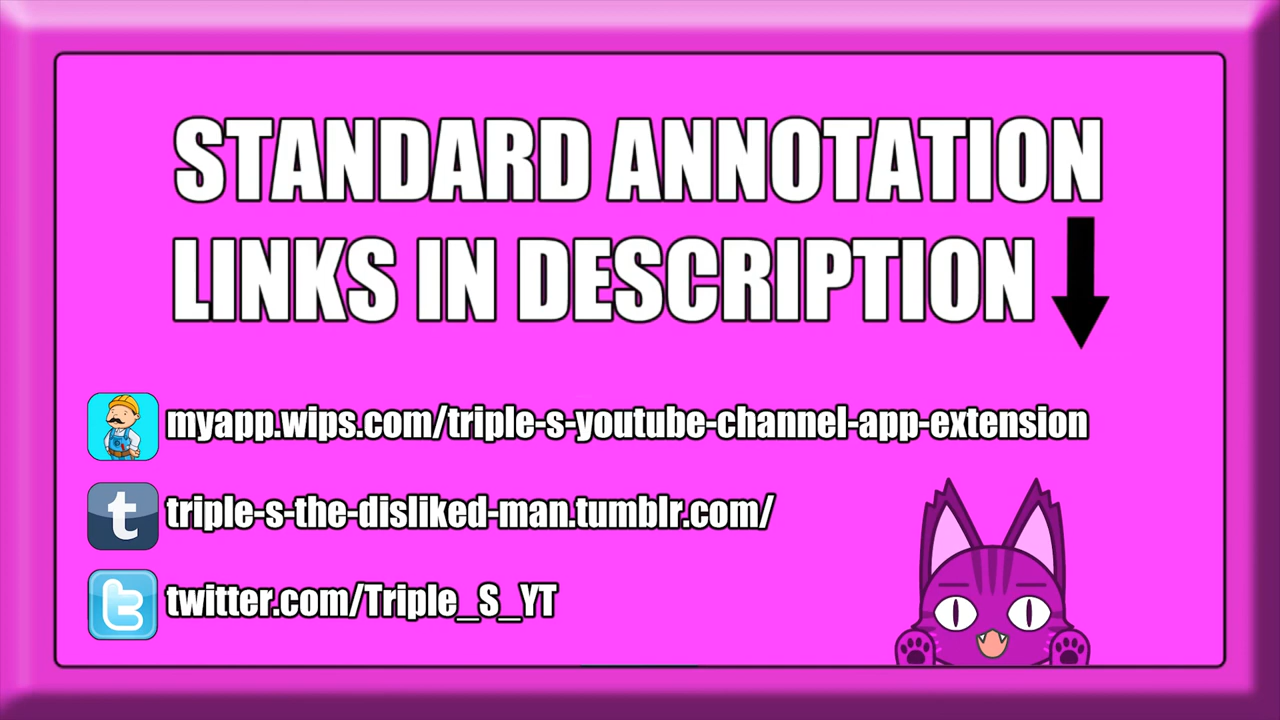 STANDARD ANNOTATION
LINKS IN DESCRIPTION
myapp.wips.com/triple-s-youtube-channel-app-extension
t triple-s-the-disliked-man.tumblr.com/
t twitter.com/Triple_S_YT